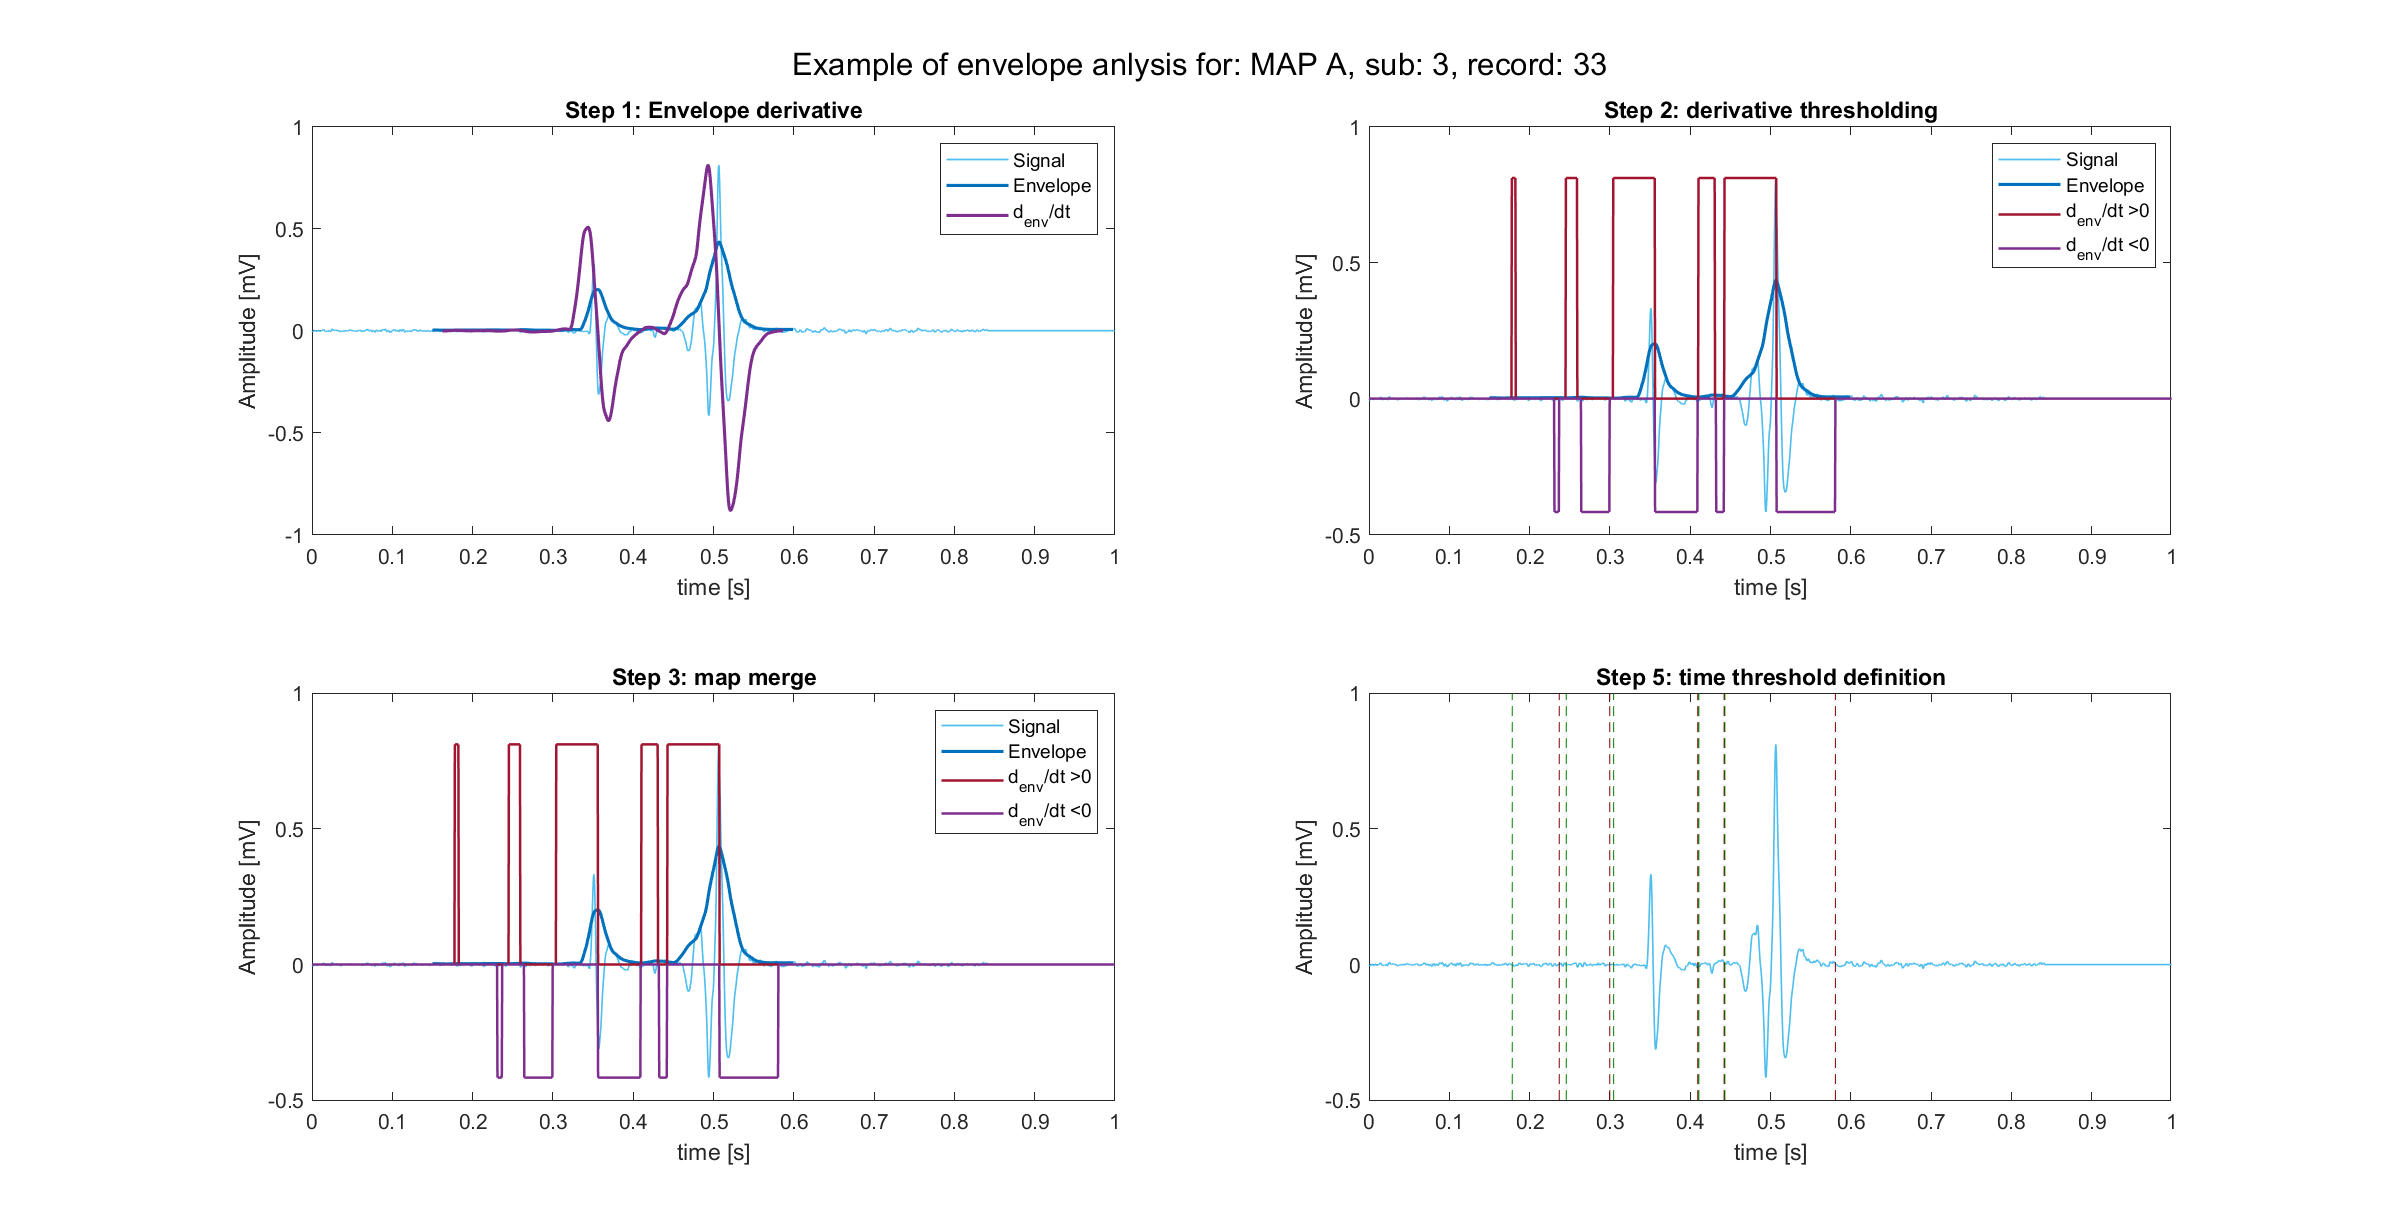 Example of envelope anlysis for: MAP A, sub: 3, record: 33
Step 1: Envelope derivative
1
0.5
0
-0.5
-1
Amplitude [mV]
0 0.1 0.2 0.3 0.4 0.5 0.6 0.7 0.8 0.9 1
time [s]
Signal
Envelope
d_env/dt
Step 2: derivative thresholding
1
0.5
0
-0.5
Amplitude [mV]
0 0.1 0.2 0.3 0.4 0.5 0.6 0.7 0.8 0.9 1
time [s]
Signal
Envelope
d_env/dt >0
d_env/dt <0
Step 3: map merge
1
0.5
0
-0.5
Amplitude [mV]
0 0.1 0.2 0.3 0.4 0.5 0.6 0.7 0.8 0.9 1
time [s]
Signal
Envelope
d_env/dt >0
d_env/dt <0
Step 5: time threshold definition
1
0.5
0
-0.5
Amplitude [mV]
0 0.1 0.2 0.3 0.4 0.5 0.6 0.7 0.8 0.9 1
time [s]